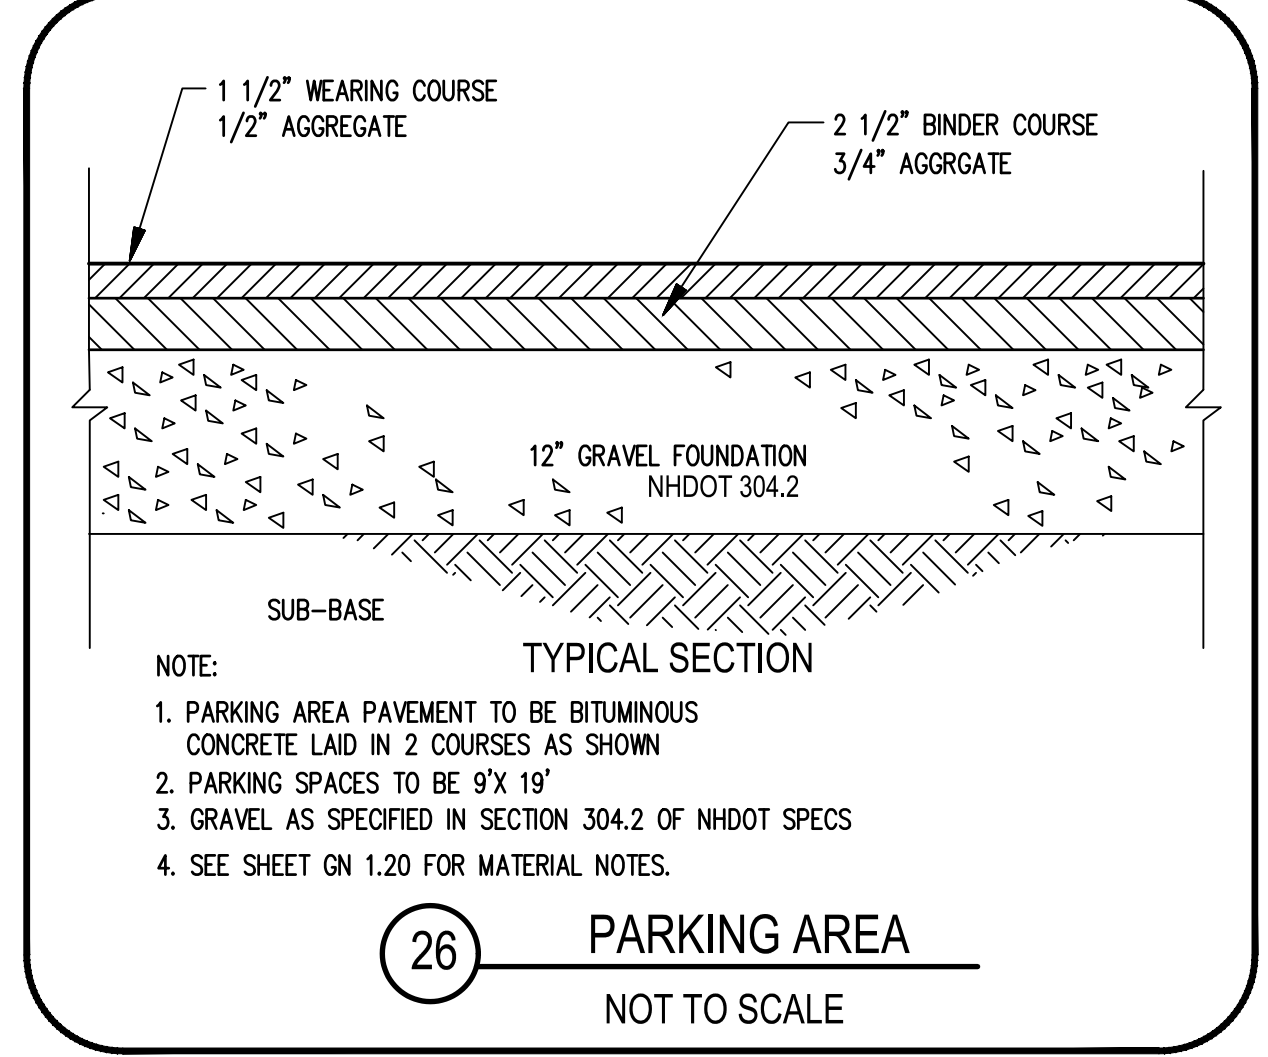 1 1/2" WEARING COURSE
1/2" AGGREGATE
2 1/2" BINDER COURSE
3/4" AGGRGATE
12" GRAVEL FOUNDATION
NHDOT 304.2
SUB-BASE
TYPICAL SECTION
NOTE:
1. PARKING AREA PAVEMENT TO BE BITUMINOUS
CONCRETE LAID IN 2 COURSES AS SHOWN
2. PARKING SPACES TO BE 9'X 19'
3. GRAVEL AS SPECIFIED IN SECTION 304.2 OF NHDOT SPECS
4. SEE SHEET GN 1.20 FOR MATERIAL NOTES.
26 PARKING AREA
NOT TO SCALE